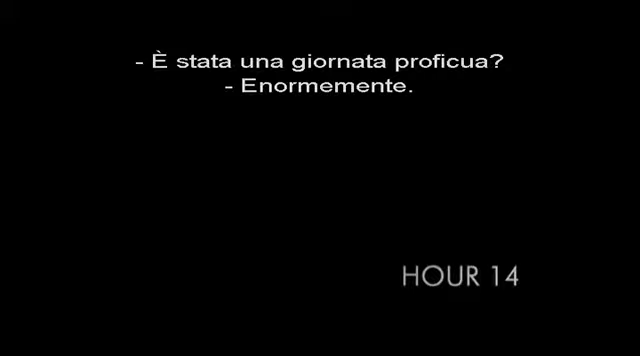 - È stata una giornata proficua?
- Enormemente.
HOUR 14